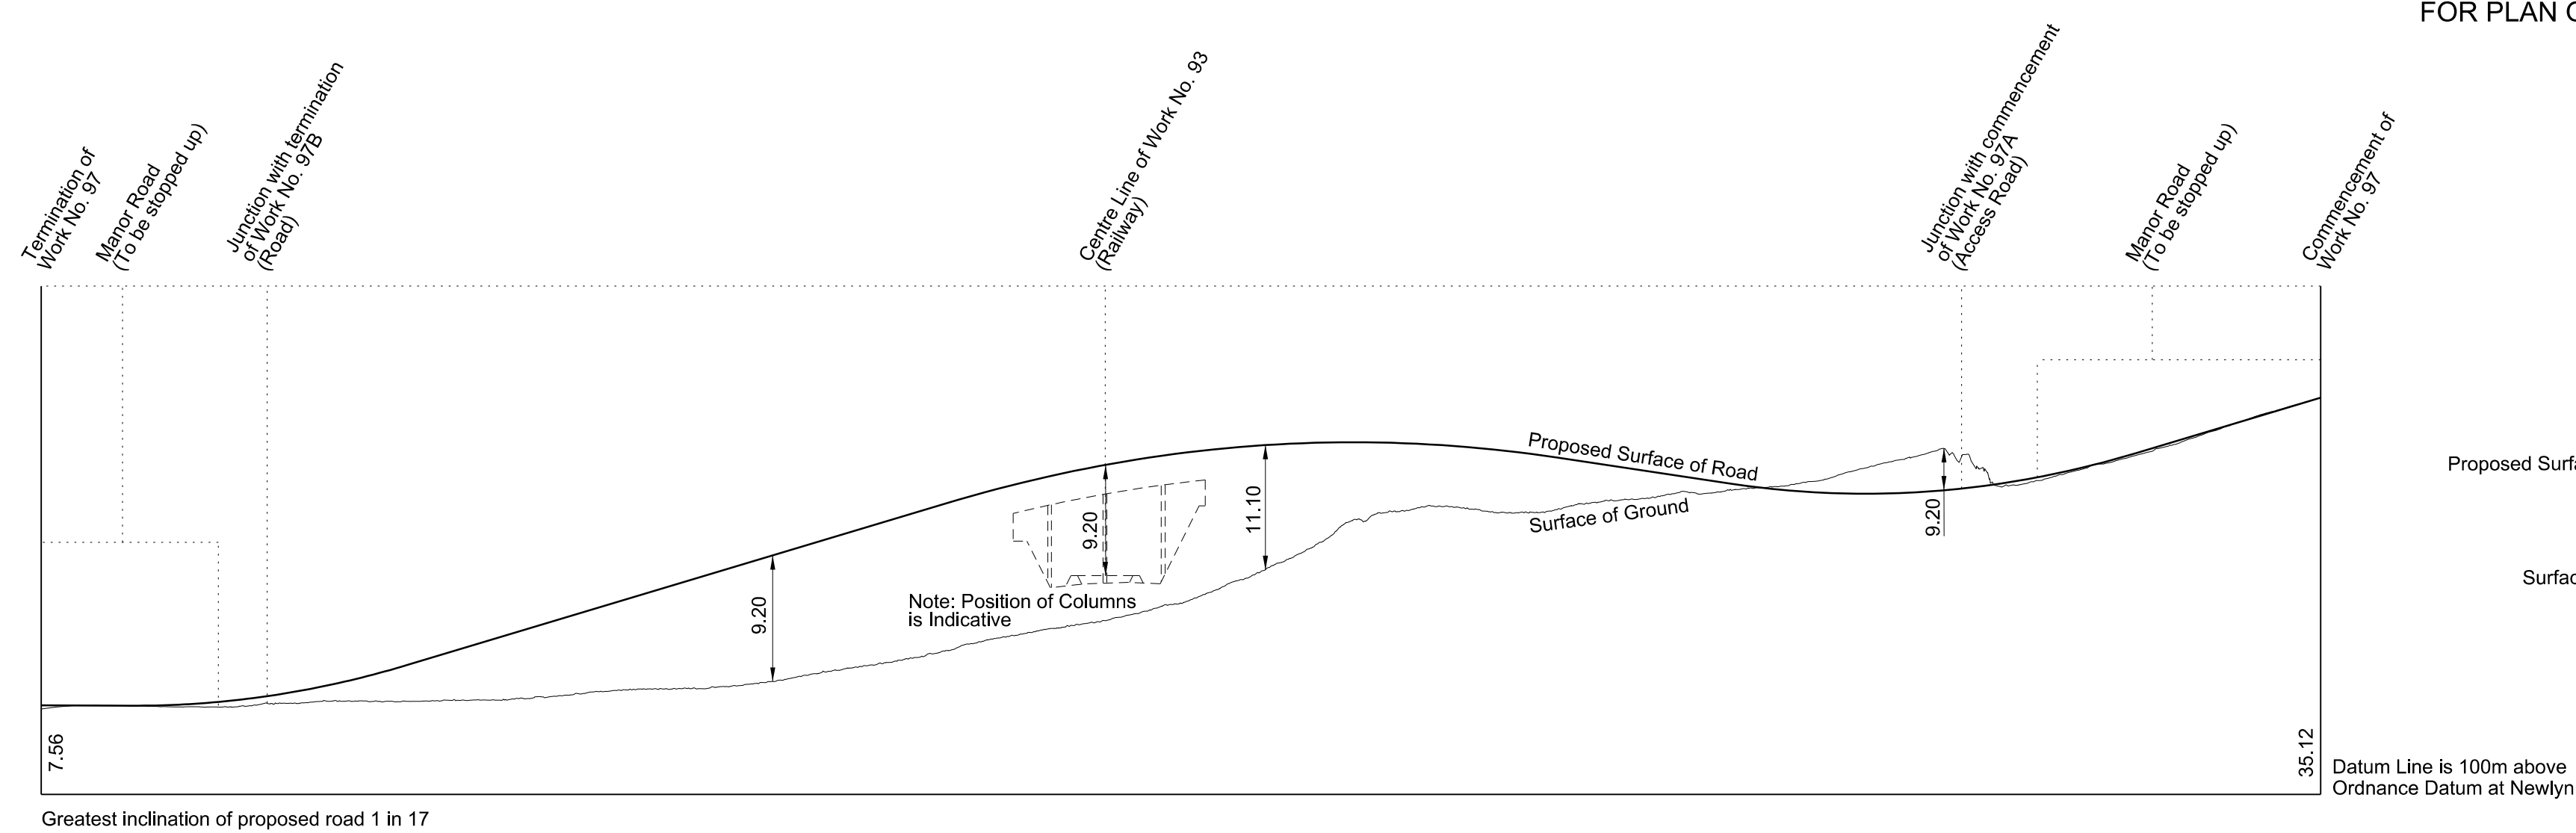 FOR PLAN
Termination of
Work No. 97
Manor Road
(To be stopped up)
Junction with termination
of Work No. 97B
(Road)
Centre Line of Work No. 93
(Railway)
Junction with commencement
of Work No. 97A
(Access Road)
Manor Road
(To be stopped up)
Commencement of
Work No. 97
Proposed Surface of Road
Surface of Ground
9.20
9.20
11.10
9.20
Note: Position of Columns
is Indicative
7.56
35.12
Datum Line is 100m above
Ordnance Datum at Newlyn
Greatest inclination of proposed road 1 in 17
Proposed